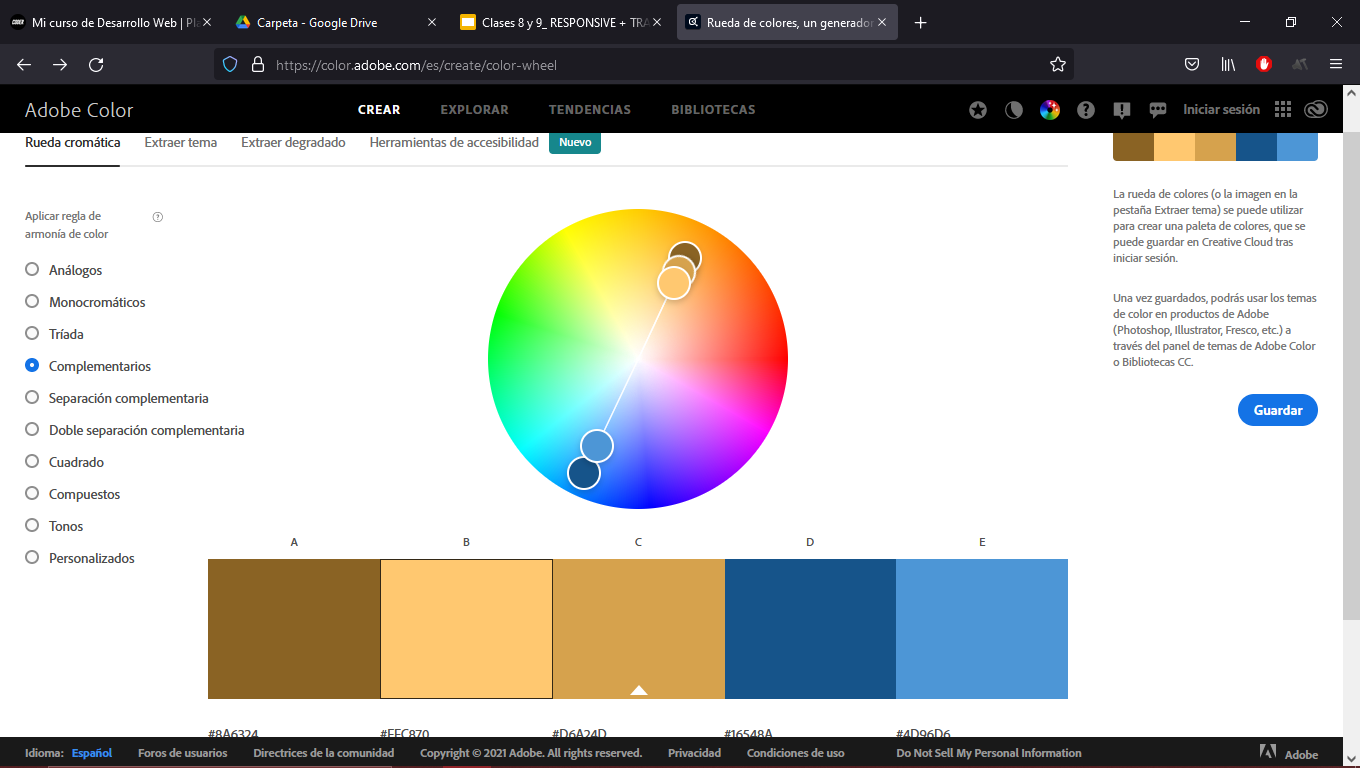 Mi curso de Desarrollo Web | Pla
Carpeta - Google Drive
Clases 8 y 9_ RESPONSIVE + TRA
Rueda de colores, un generador
https://color.adobe.com/es/create/color-wheel
Adobe Color
CREAR
EXPLORAR
TENDENCIAS
BIBLIOTECAS
Iniciar sesión
Rueda cromática
Extraer tema
Extraer degradado
Herramientas de accesibilidad
Nuevo
Aplicar regla de
armonía de color
Análogos
Monocromáticos
Tríada
Complementarios
Separación complementaria
Doble separación complementaria
Cuadrado
Compuestos
Tonos
Personalizados
La rueda de colores (o la imagen en la
pestaña Extraer tema) se puede utilizar
para crear una paleta de colores, que se
puede guardar en Creative Cloud tras
iniciar sesión.
Una vez guardados, podrás usar los temas
de color en productos de Adobe
(Photoshop, Illustrator, Fresco, etc.) a
través del panel de temas de Adobe Color
o Bibliotecas CC.
Guardar
A B C D E
#8A6324 #FFC870 #D6A24D #16548A #4D96D6
Idioma: Español Foros de usuarios Directrices de la comunidad Copyright © 2021 Adobe. All rights reserved. Privacidad Condiciones de uso Do Not Sell My Personal Information Adobe